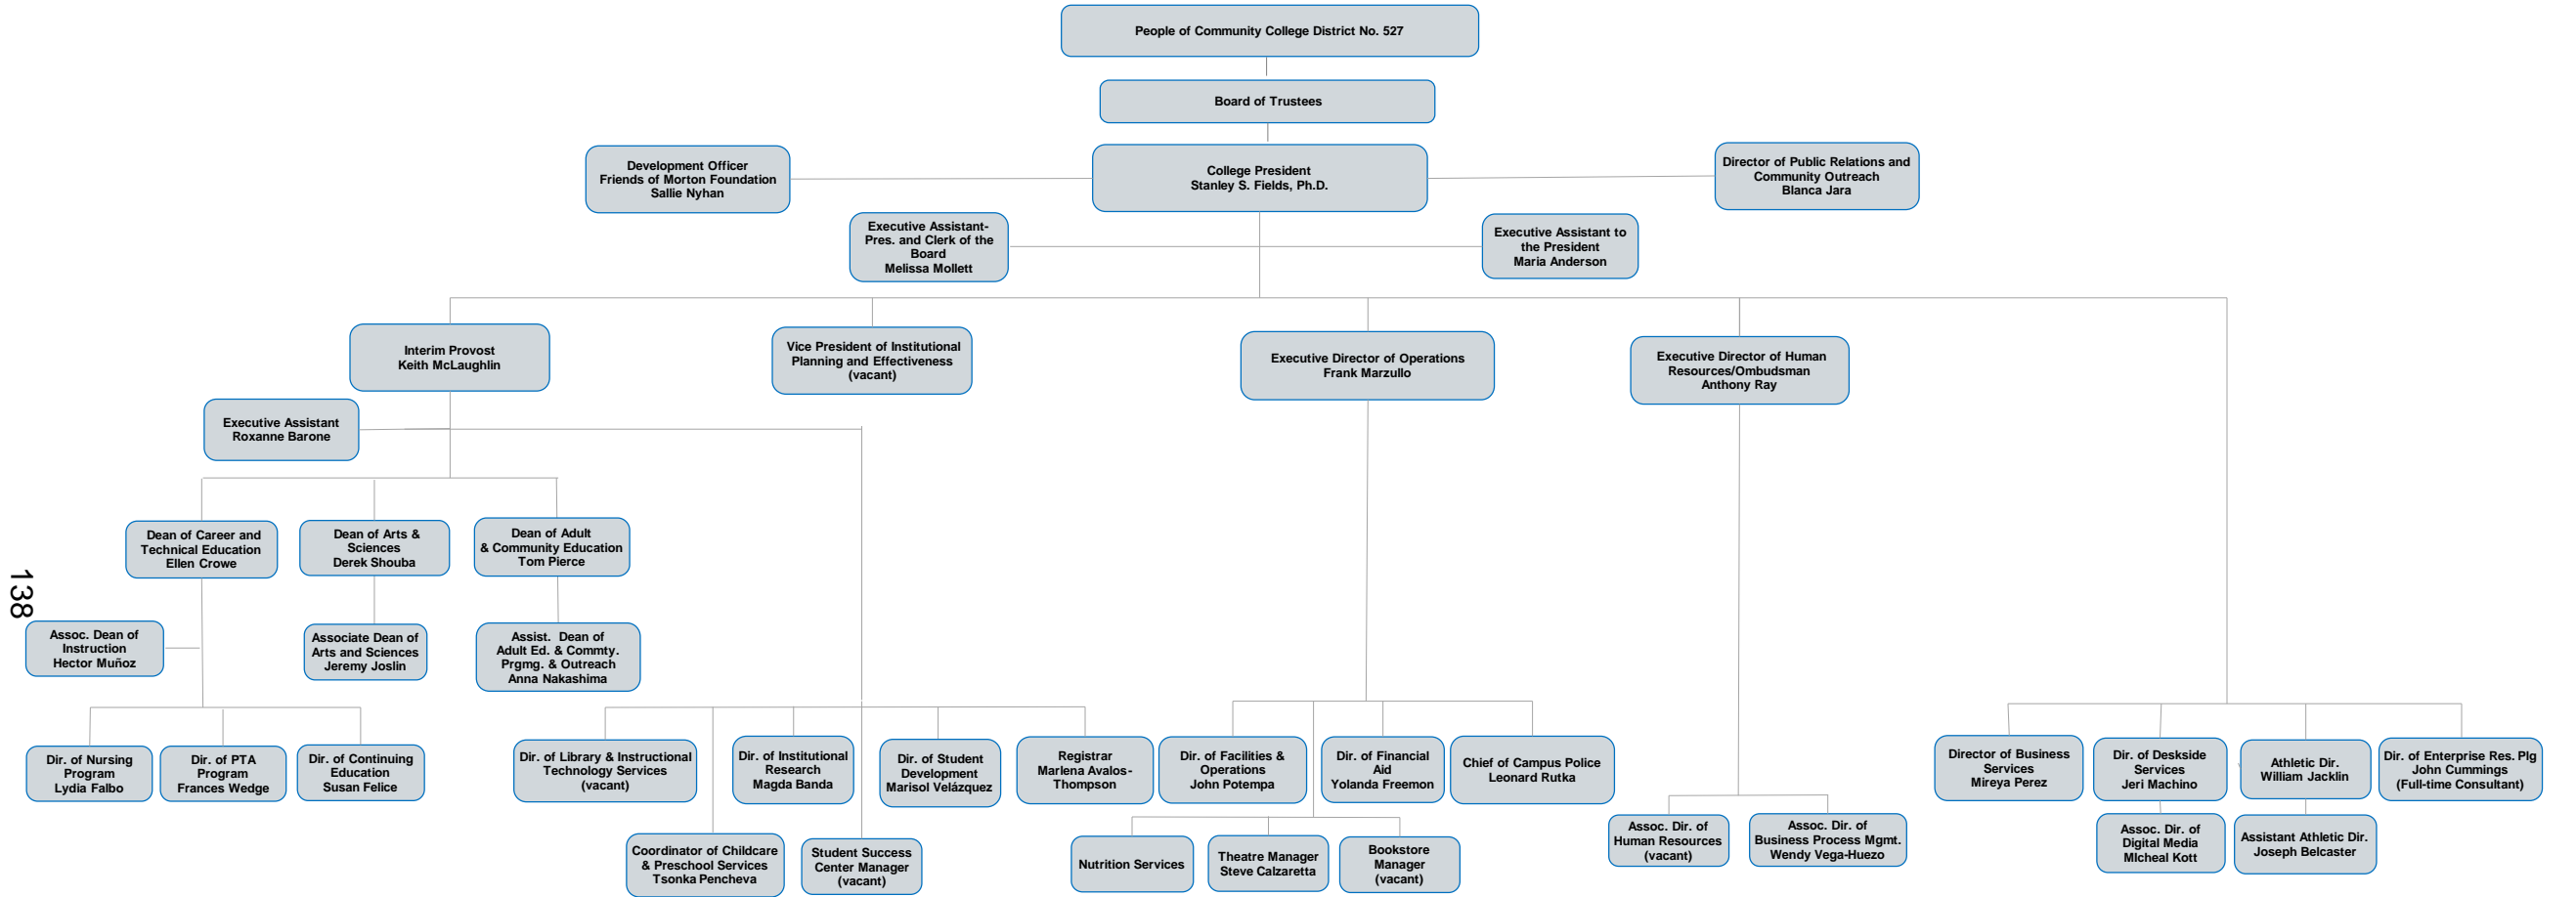 People of Community College District No. 527
Board of Trustees
Development Officer
Friends of Morton Foundation
Sallie Nyhan
College President
Stanley S. Fields, Ph.D.
Director of Public Relations and
Community Outreach
Blanca Jara
Executive Assistant-
Pres. and Clerk of the
Board
Melissa Mollett
Executive Assistant to
the President
Maria Anderson
Interim Provost
Keith McLaughlin
Vice President of Institutional
Planning and Effectiveness
(vacant)
Executive Director of Operations
Frank Marzullo
Executive Director of Human
Resources/Ombudsman
Anthony Ray
Executive Assistant
Roxanne Barone
Dean of Career and
Technical Education
Ellen Crowe
Dean of Arts &
Sciences
Derek Shouba
Dean of Adult
& Community Education
Tom Pierce
138
Assoc. Dean of
Instruction
Hector Muñoz
Associate Dean of
Arts and Sciences
Jeremy Joslin
Assist. Dean of
Adult Ed. & Commty.
Prgmg. & Outreach
Anna Nakashima
Dir. of Nursing
Program
Lydia Falbo
Dir. of PTA
Program
Frances Wedge
Dir. of Continuing
Education
Susan Felice
Dir. of Library & Instructional
Technology Services
(vacant)
Dir. of Institutional
Research
Magda Banda
Dir. of Student
Development
Marisol Velázquez
Registrar
Marlena Avalos-
Thompson
Dir. of Facilities &
Operations
John Potempa
Dir. of Financial
Aid
Yolanda Freemon
Chief of Campus Police
Leonard Rutka
Director of Business
Services
Mireya Perez
Dir. of Deskside
Services
Jeri Machino
Athletic Dir.
William Jacklin
Dir. of Enterprise Res. Plg
John Cummings
(Full-time Consultant)
Coordinator of Childcare
& Preschool Services
Tsonka Pencheva
Student Success
Center Manager
(vacant)
Nutrition Services
Theatre Manager
Steve Calzaretta
Bookstore
Manager
(vacant)
Assoc. Dir. of
Human Resources
(vacant)
Assoc. Dir. of
Business Process Mgmt.
Wendy Vega-Huezo
Assoc. Dir. of
Digital Media
MIcheal Kott
Assistant Athletic Dir.
Joseph Belcaster